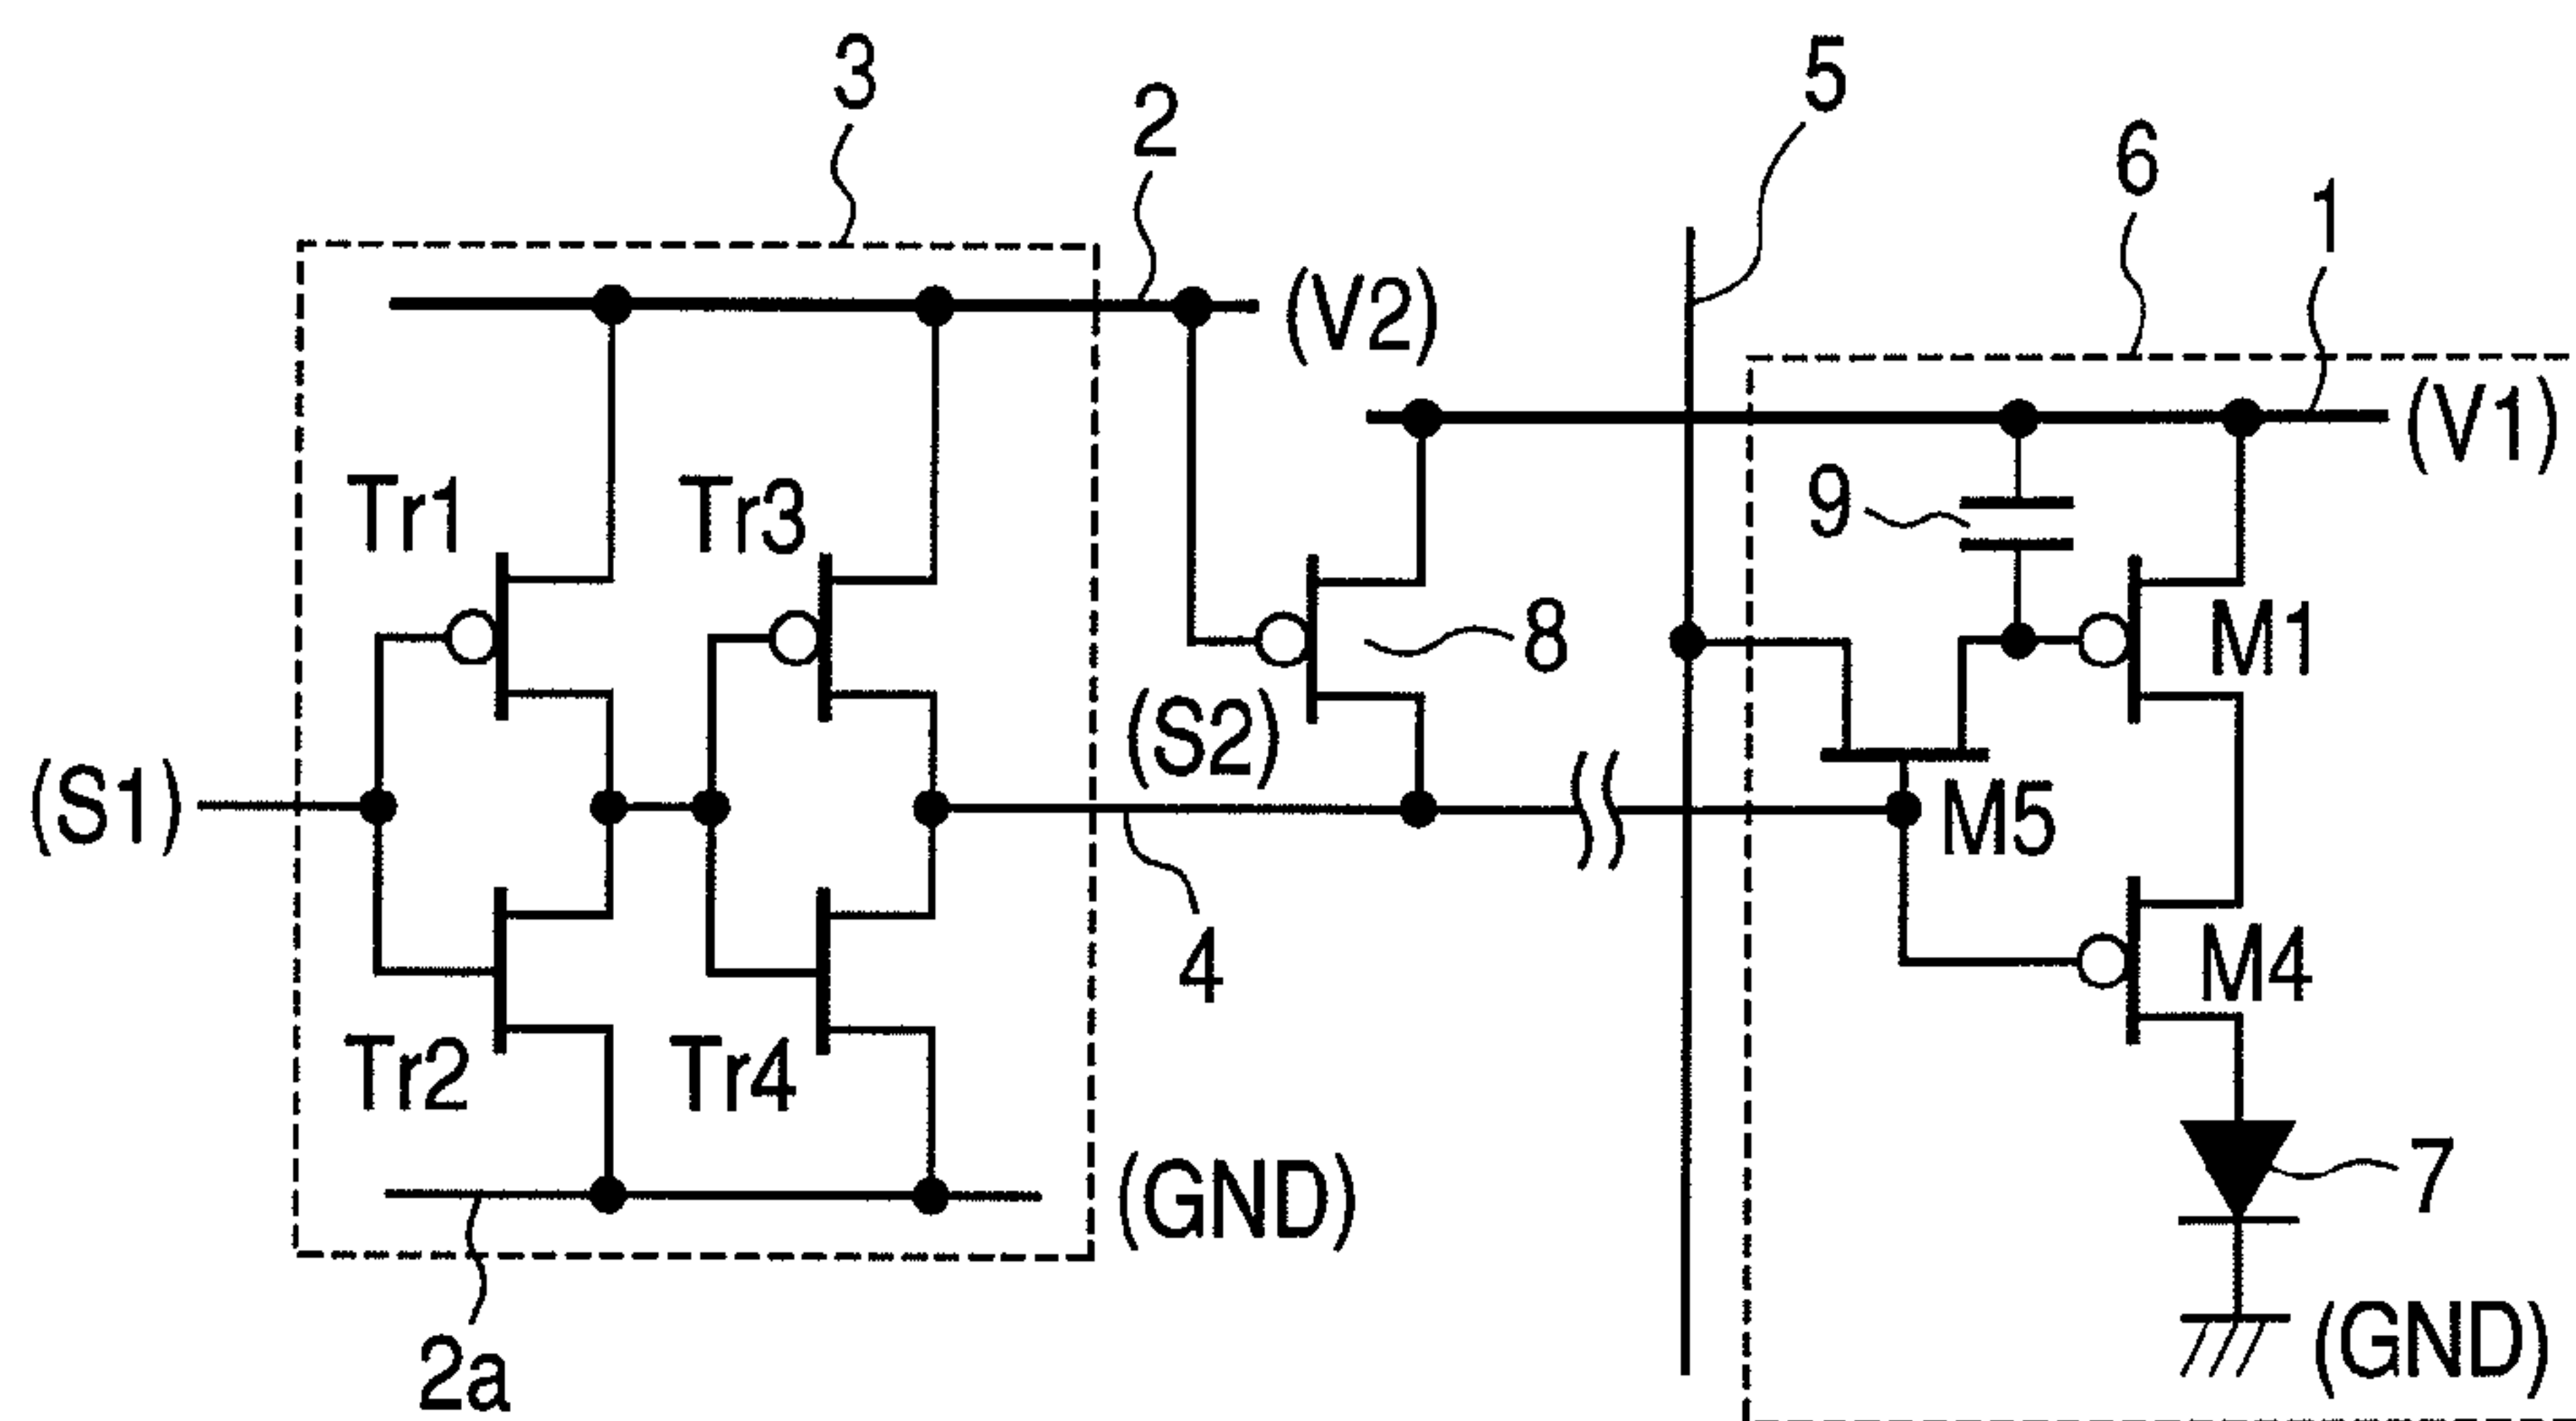 3
2
5
6
1
(V2)
(V1)
Tr1
Tr3
9
8
M1
(S2)
(S1)
M5
4
M4
Tr2
Tr4
7
(GND)
2a
(GND)